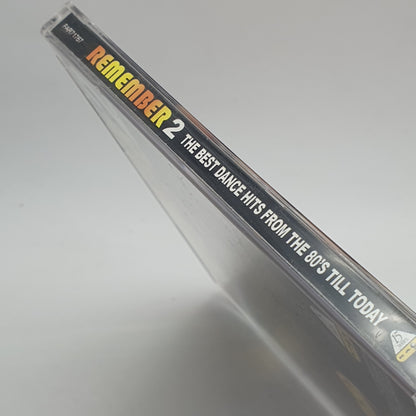 REMEMBER 2 THE BEST DANCE HITS FROM THE 80'S TILL TODAY